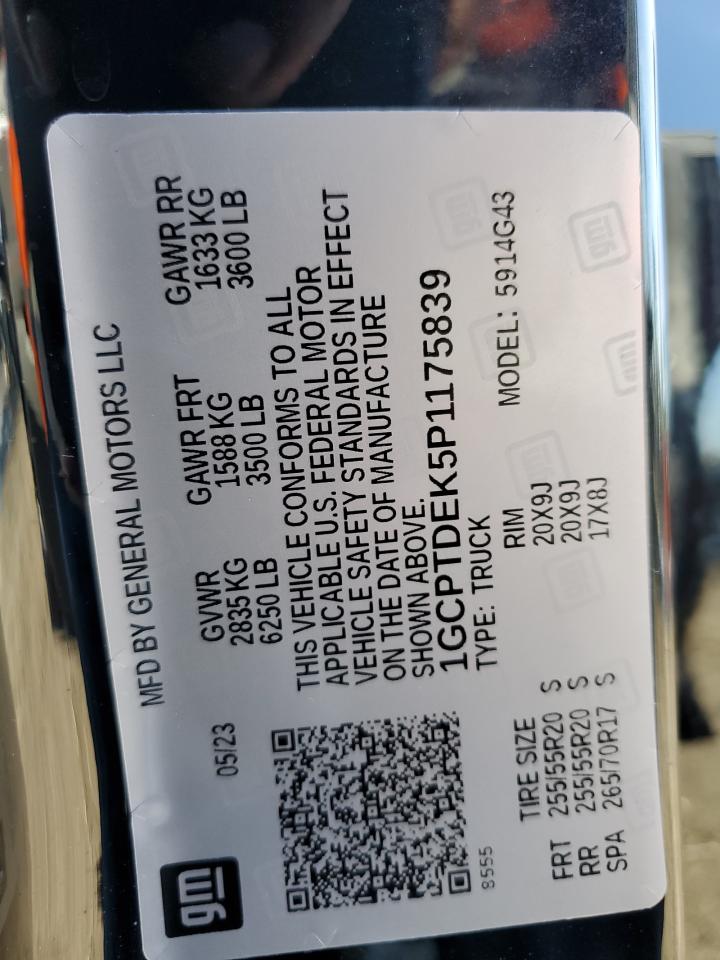 gm
MFD BY GENERAL MOTORS LLC
05/23
GVWR GAWR FRT GAWR RR
2835 KG 1588 KG 1633 KG
6250 LB 3500 LB 3600 LB
THIS VEHICLE CONFORMS TO ALL
APPLICABLE U.S. FEDERAL MOTOR
VEHICLE SAFETY STANDARDS IN EFFECT
ON THE DATE OF MANUFACTURE
SHOWN ABOVE.
1GCPTDEK5P1175839
TYPE: TRUCK MODEL: 5914G43
8555
TIRE SIZE RIM
FRT 255/55R20 S 20X9J
RR 255/55R20 S 20X9J
SPA 265/70R17 S 17X8J